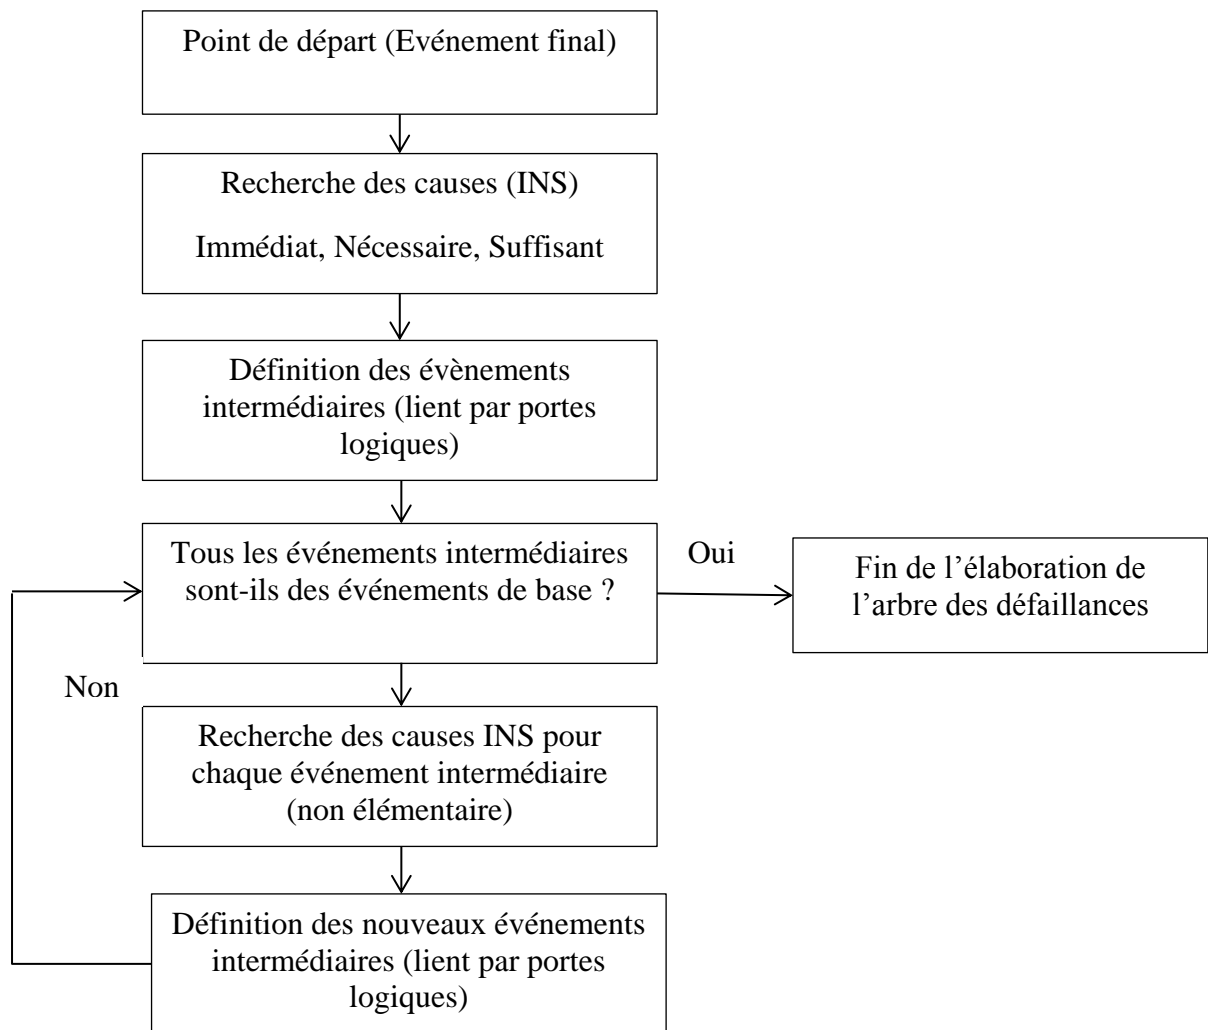 Point de départ (Evénement final)
Recherche des causes (INS)
Immédiat, Nécessaire, Suffisant
Définition des évènements
intermédiaires (lient par portes
logiques)
Tous les événements intermédiaires
sont-ils des événements de base ?
Oui
Fin de l’élaboration de
l’arbre des défaillances
Non
Recherche des causes INS pour
chaque événement intermédiaire
(non élémentaire)
Définition des nouveaux événements
intermédiaires (lient par portes
logiques)